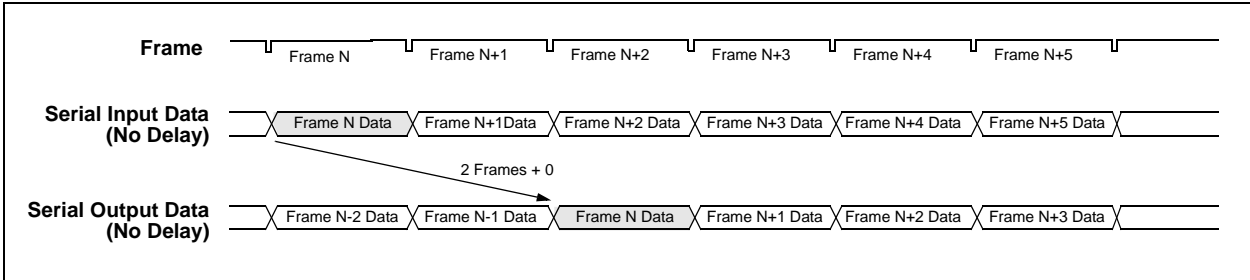 Frame
Frame N
Frame N+1
Frame N+2
Frame N+3
Frame N+4
Frame N+5
Serial Input Data
(No Delay)
Frame N Data
Frame N+1Data
Frame N+2 Data
Frame N+3 Data
Frame N+4 Data
Frame N+5 Data
2 Frames + 0
Serial Output Data
(No Delay)
Frame N-2 Data
Frame N-1 Data
Frame N Data
Frame N+1 Data
Frame N+2 Data
Frame N+3 Data